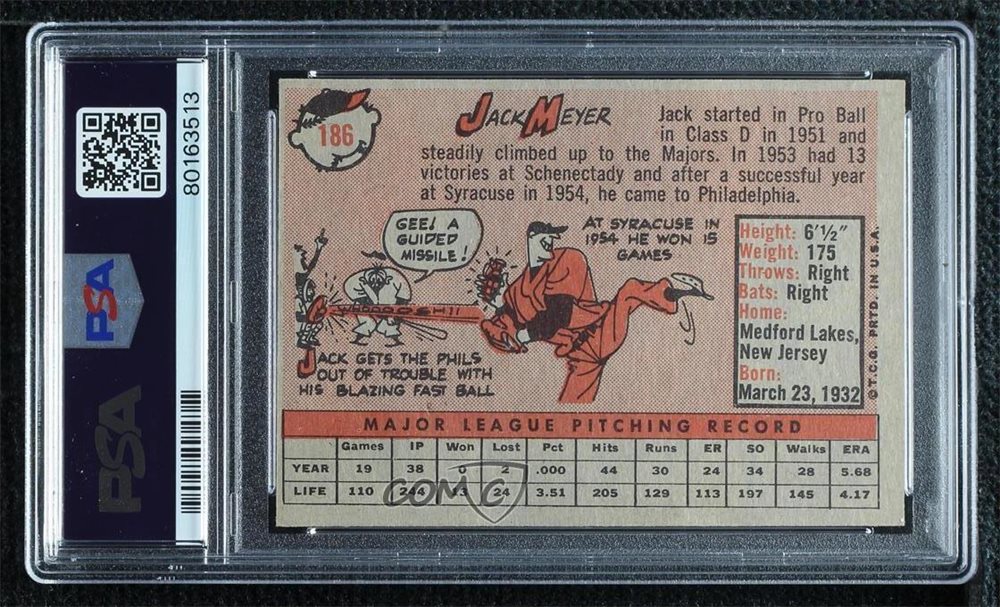 PSA
PSA
80163513
186
JACK MEYER
Jack started in Pro Ball
in Class D in 1951 and
steadily climbed up to the Majors. In 1953 had 13
victories at Schenectady and after a successful year
at Syracuse in 1954, he came to Philadelphia.
GEE! A
GUIDED
MISSILE!
WHOOOOSH!!
AT SYRACUSE IN
1954 HE WON 15
GAMES
JACK GETS THE PHILS
OUT OF TROUBLE WITH
HIS BLAZING FAST BALL
Height: 6'1½"
Weight: 175
Throws: Right
Bats: Right
Home:
Medford Lakes,
New Jersey
Born:
March 23, 1932
©T.C.G. PRTD. IN U.S.A.
MAJOR LEAGUE PITCHING RECORD
Games IP Won Lost Pct Hits Runs ER SO Walks ERA
YEAR 19 38 0 2 .000 44 30 24 34 28 5.68
LIFE 110 244 13 24 3.51 205 129 113 197 145 4.17
COMC